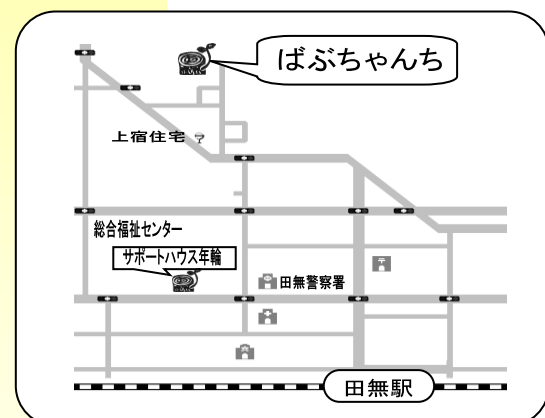 ばぶちゃんち
上宿住宅
総合福祉センター
サポートハウス年輪
田無警察署
田無駅